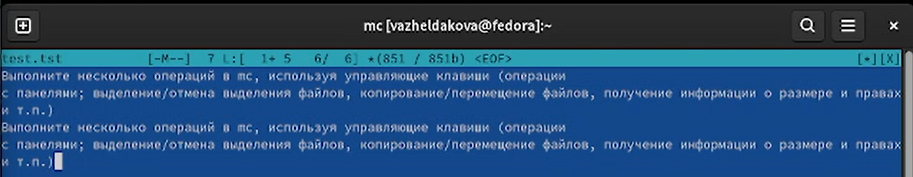 mc [vazheldakova@fedora]:~
test.tst [-M--] 7 L:[ 1+ 5 6/ 6] *(851 / 851b) <EOF> [*][X]
Выполните несколько операций в mc, используя управляющие клавиши (операции
с панелями; выделение/отмена выделения файлов, копирование/перемещение файлов, получение информации о размере и правах
и т.п.)
Выполните несколько операций в mc, используя управляющие клавиши (операции
с панелями; выделение/отмена выделения файлов, копирование/перемещение файлов, получение информации о размере и правах
и т.п.)